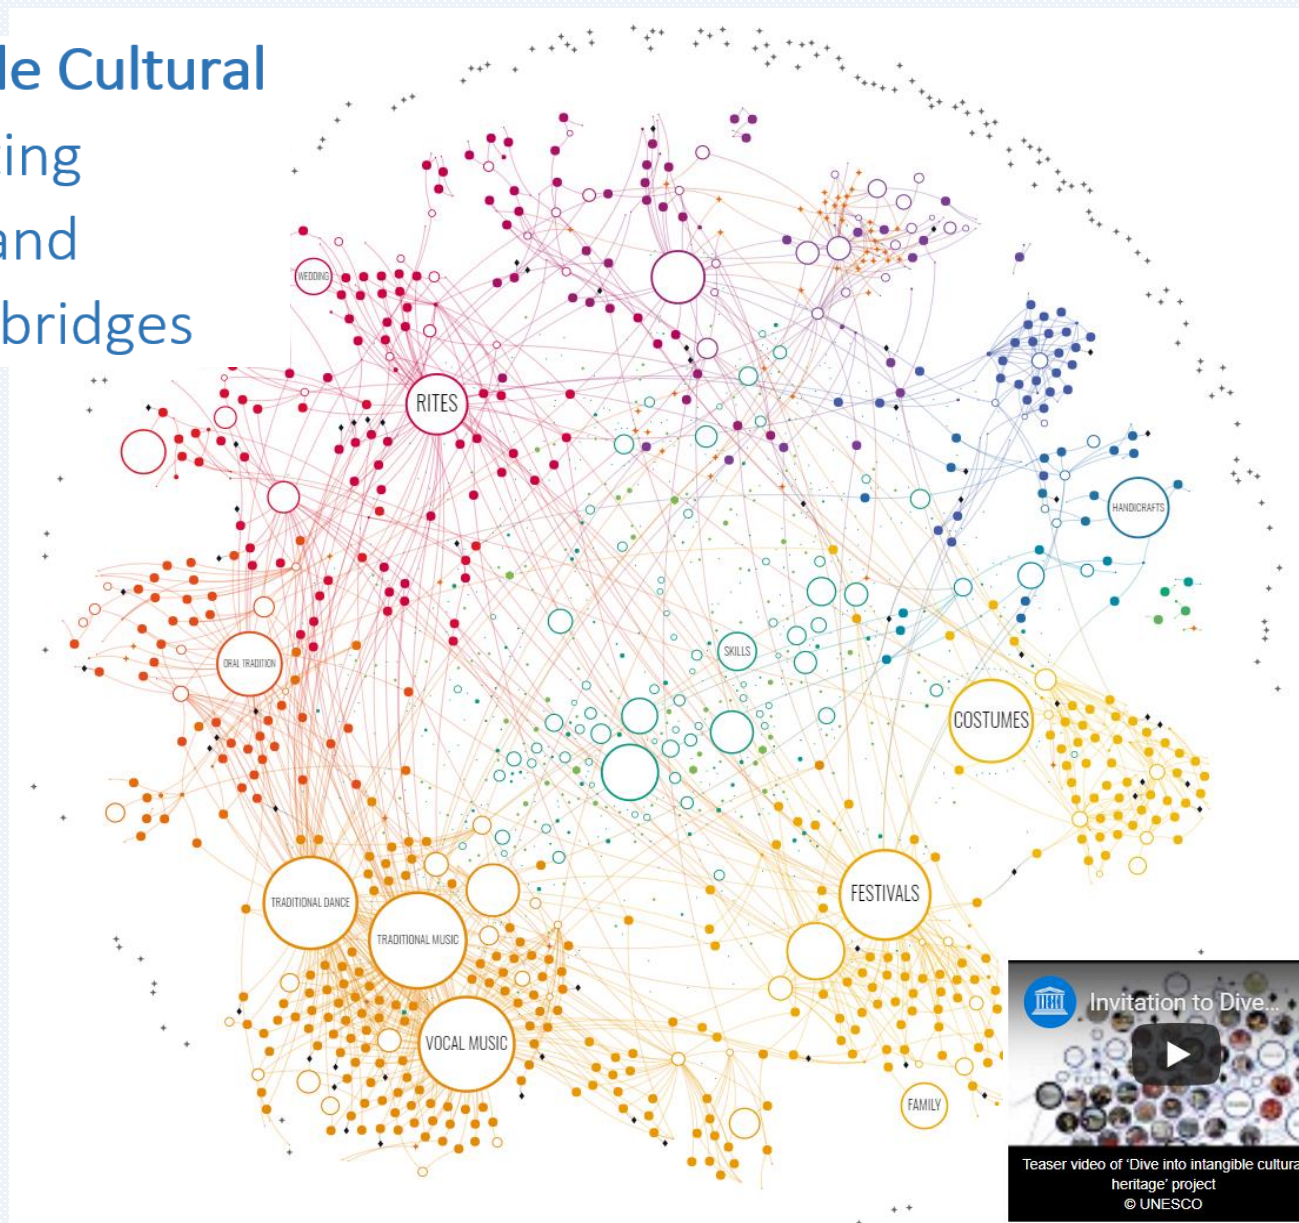 le Cultural
ting
and
bridges
WEDDING
RITES
HANDICRAFTS
SKILLS
ORAL TRADITION
COSTUMES
TRADITIONAL DANCE
TRADITIONAL MUSIC
FESTIVALS
VOCAL MUSIC
FAMILY
Invitation to Dive...
Teaser video of ‘Dive into intangible cultura
heritage’ project
© UNESCO